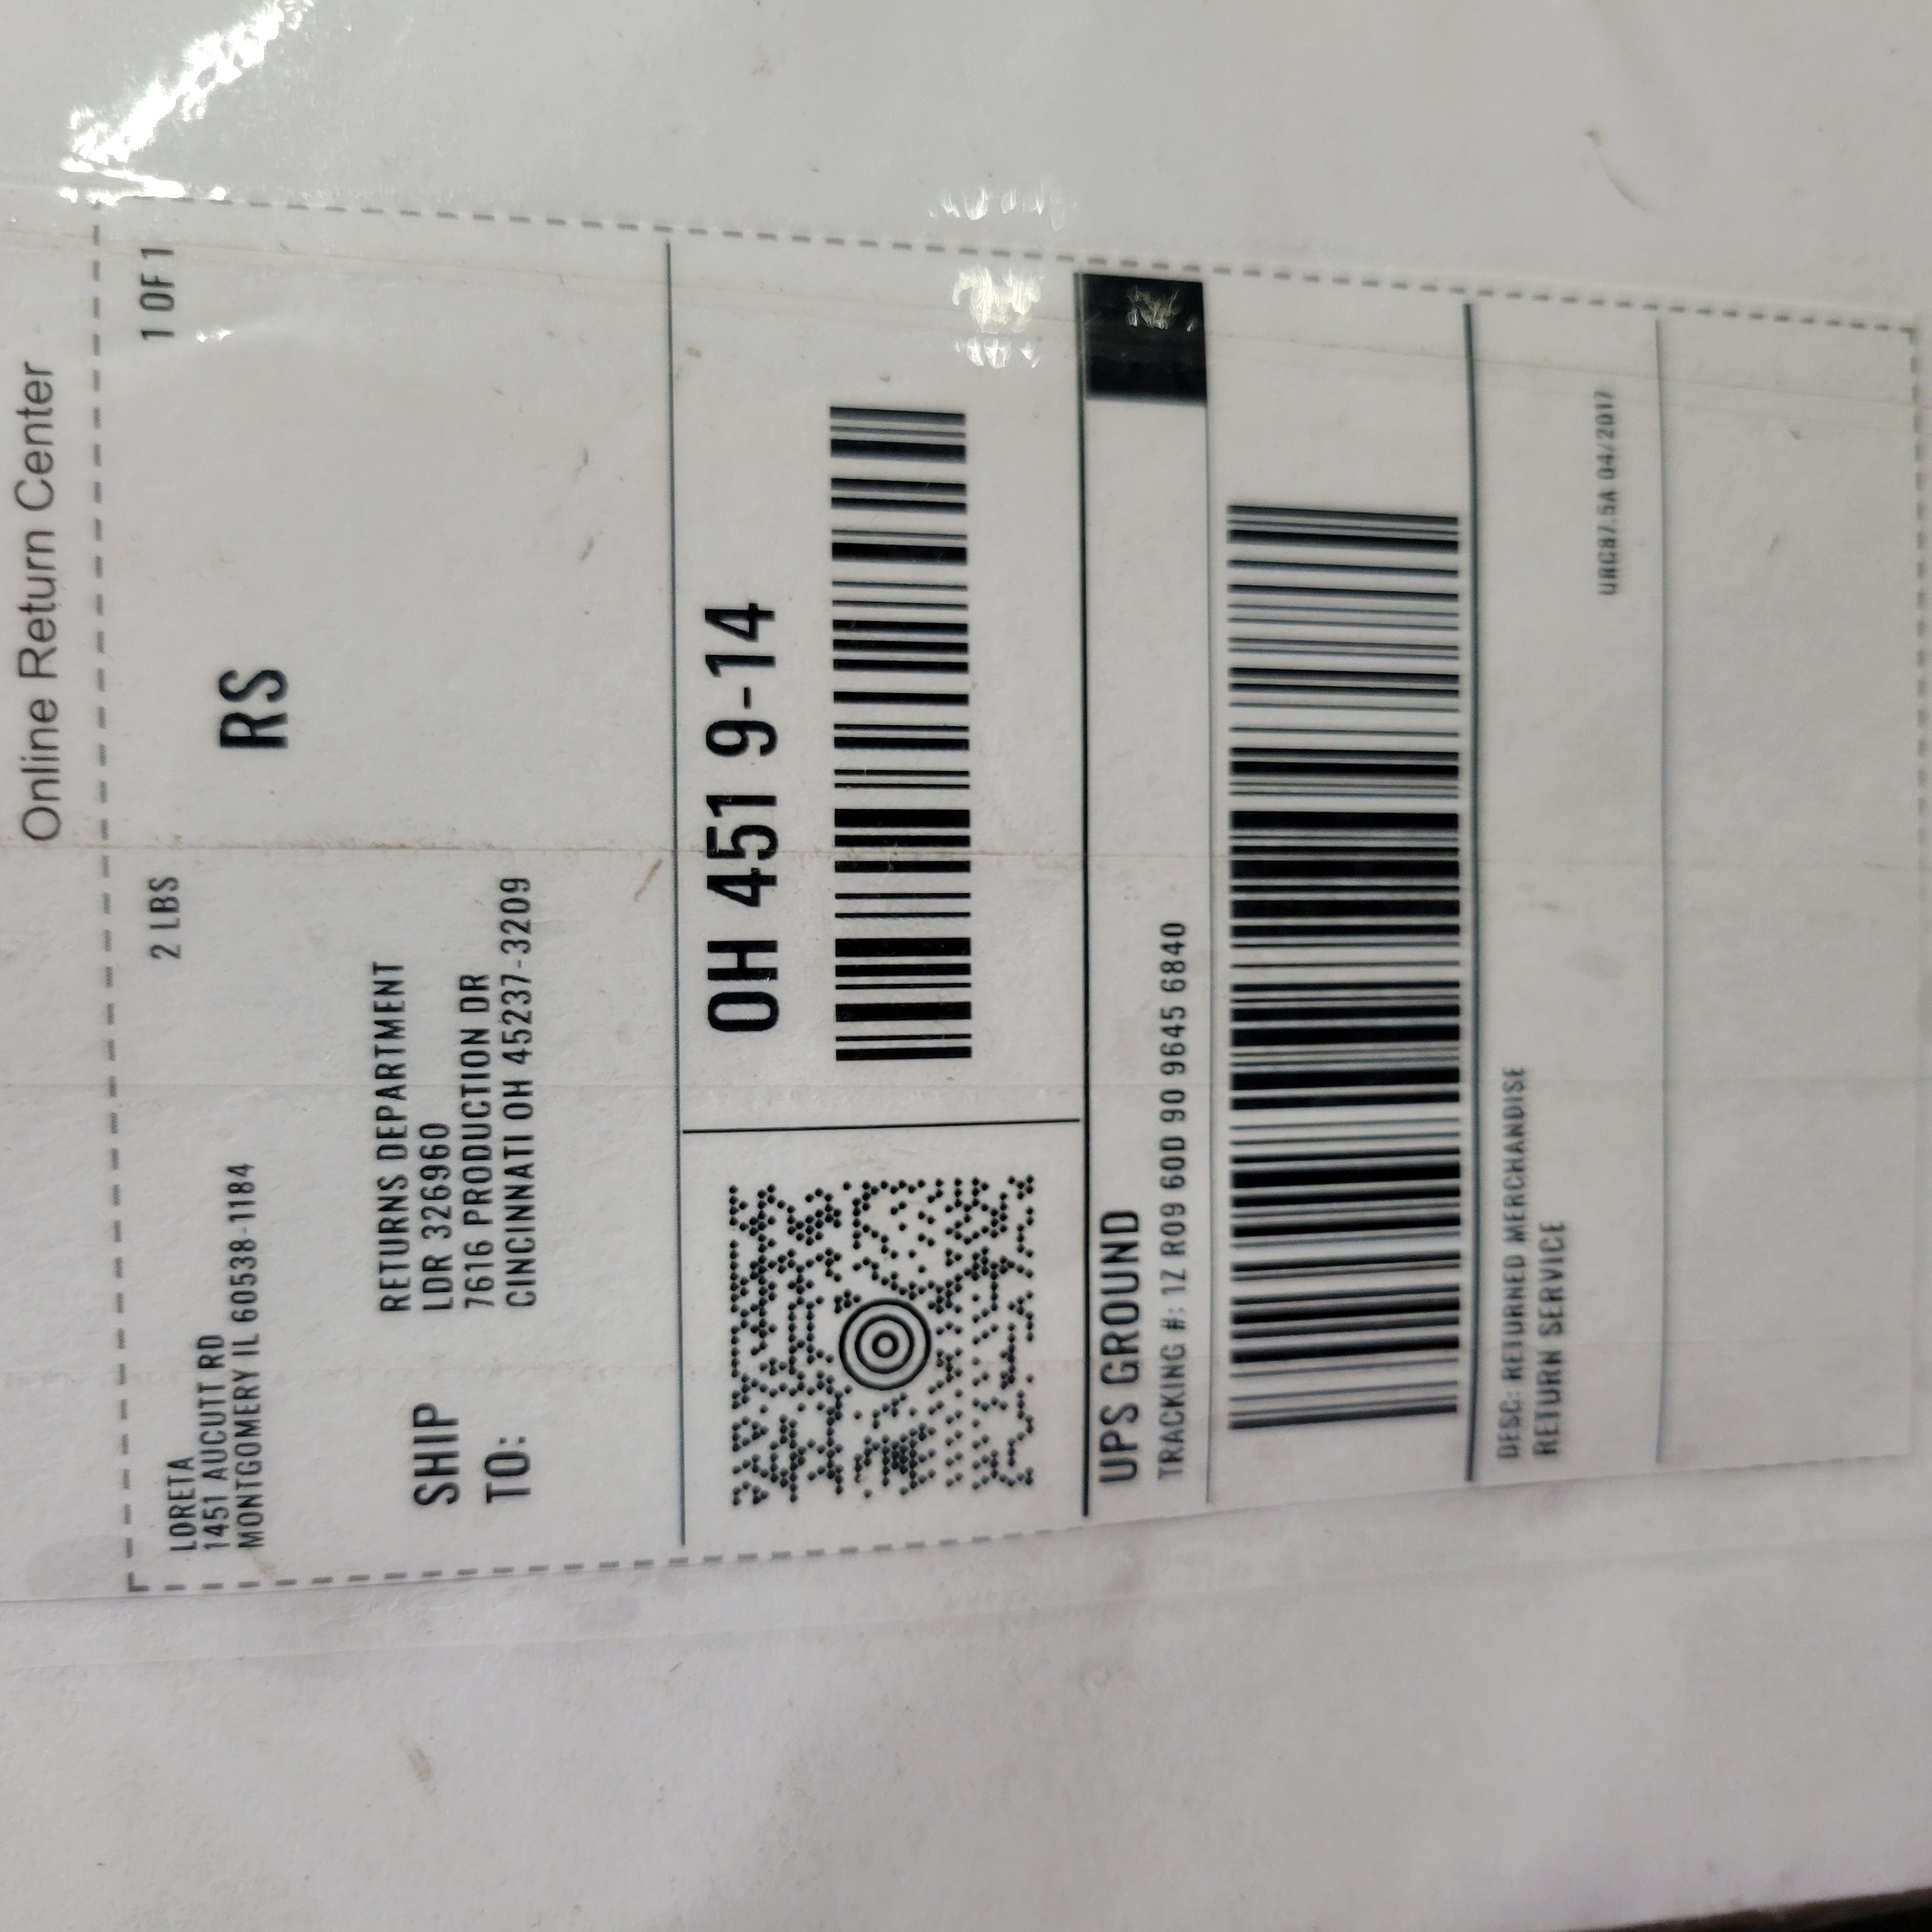 Online Return Center
LORETA
1451 AUCUTT RD
MONTGOMERY IL 60538-1184
2 LBS
1 OF 1
RS
SHIP
TO:
RETURNS DEPARTMENT
LDR 326960
7616 PRODUCTION DR
CINCINNATI OH 45237-3209
OH 451 9-14
UPS GROUND
TRACKING #: 1Z R09 60D 90 9645 6840
DESC: RETURNED MERCHANDISE
RETURN SERVICE
04/2017